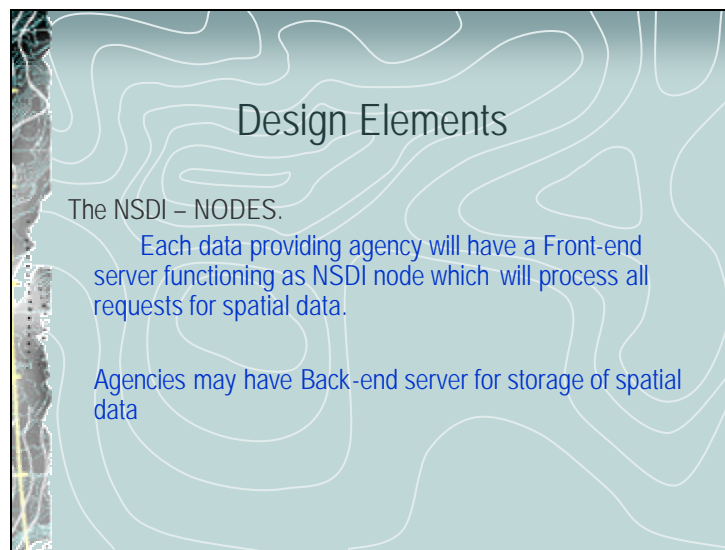 Design Elements
The NSDI – NODES.
Each data providing agency will have a Front-end
server functioning as NSDI node which will process all
requests for spatial data.
Agencies may have Back-end server for storage of spatial
data